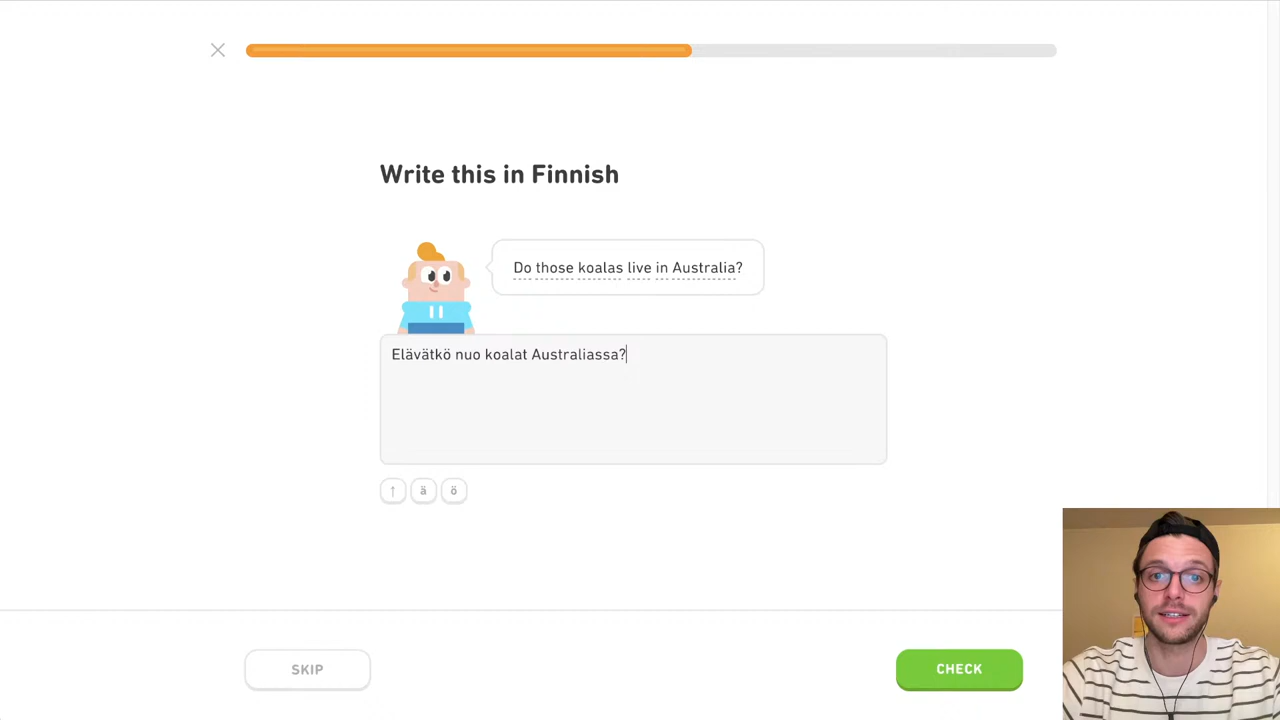 Write this in Finnish
Do those koalas live in Australia?
Elävätkö nuo koalat Australiassa?
↑ ä ö
SKIP
CHECK